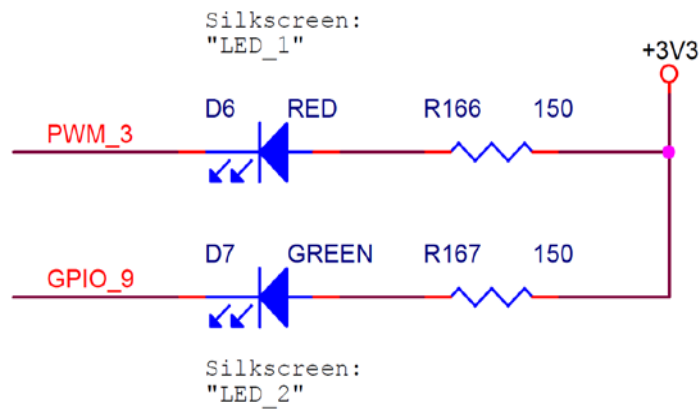 Silkscreen:
"LED_1"
+3V3
D6 RED R166 150
PWM_3
D7 GREEN R167 150
GPIO_9
Silkscreen:
"LED_2"